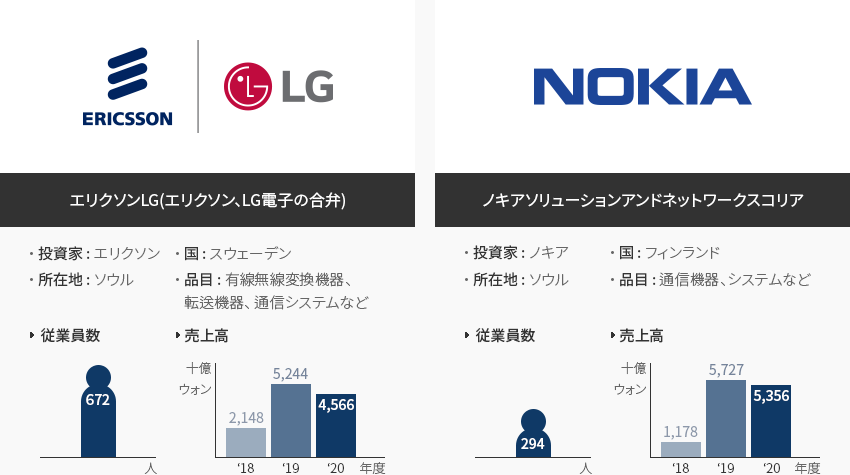 ERICSSON
LG
エリクソンLG(エリクソン、LG電子の合弁)
・投資家 : エリクソン
・国 : スウェーデン
・所在地 : ソウル
・品目 : 有線無線変換機器、
転送機器、通信システムなど
従業員数
売上高
672
人
十億
ウォン
2,148
5,244
4,566
‘18
‘19
‘20
年度
NOKIA
ノキアソリューションアンドネットワークスコリア
・投資家 : ノキア
・国 : フィンランド
・所在地 : ソウル
・品目 : 通信機器、システムなど
従業員数
売上高
294
人
十億
ウォン
1,178
5,727
5,356
‘18
‘19
‘20
年度